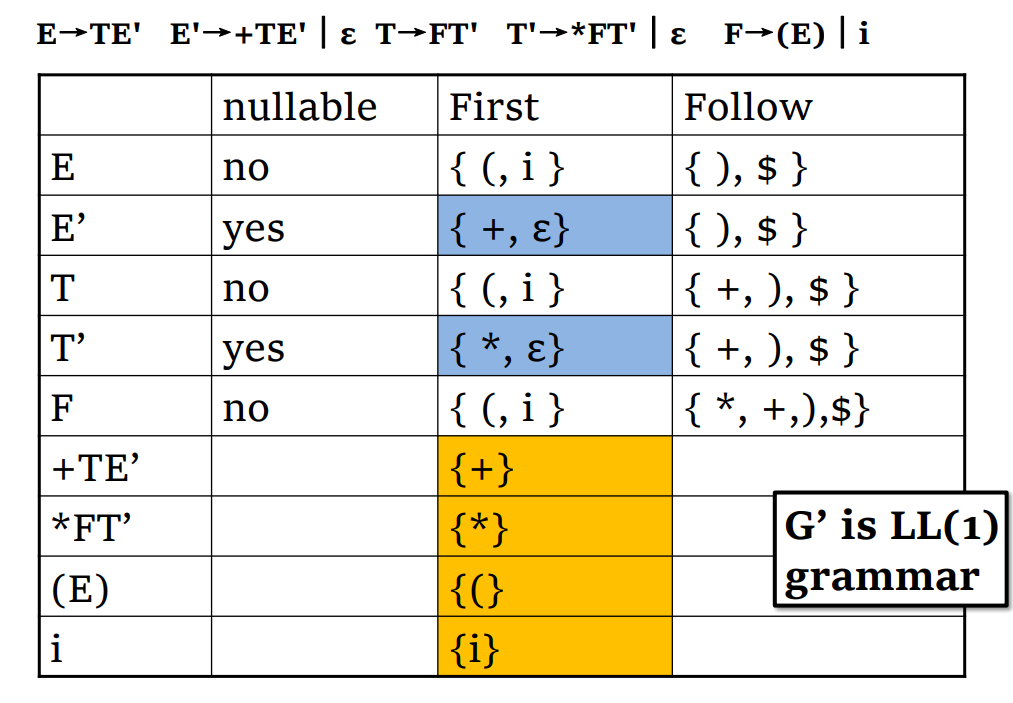 E→TE' E'→+TE' | ε T→FT' T'→*FT' | ε F→(E) | i
nullable First Follow
E no { (, i } { ), $ }
E’ yes { +, ε} { ), $ }
T no { (, i } { +, ), $ }
T’ yes { *, ε} { +, ), $ }
F no { (, i } { *, +,),$}
+TE’ {+}
*FT’ {*}
(E) {(}
i {i}
G’ is LL(1)
grammar